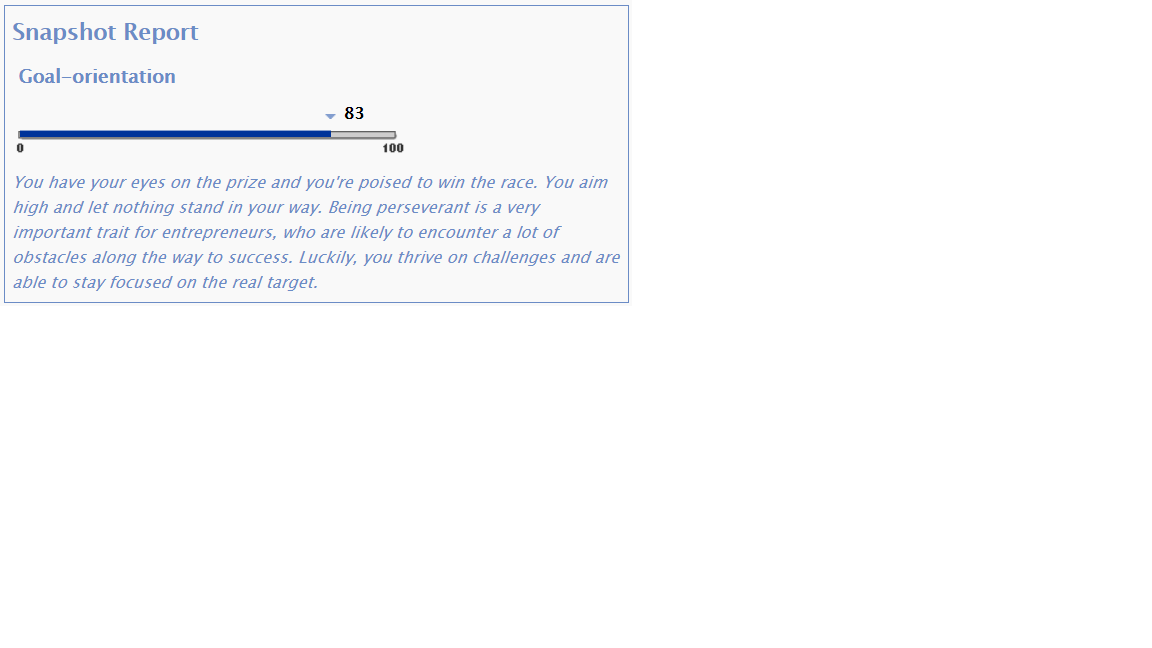 Snapshot Report
Goal-orientation
83
0 100
You have your eyes on the prize and you're poised to win the race. You aim
high and let nothing stand in your way. Being perseverant is a very
important trait for entrepreneurs, who are likely to encounter a lot of
obstacles along the way to success. Luckily, you thrive on challenges and are
able to stay focused on the real target.